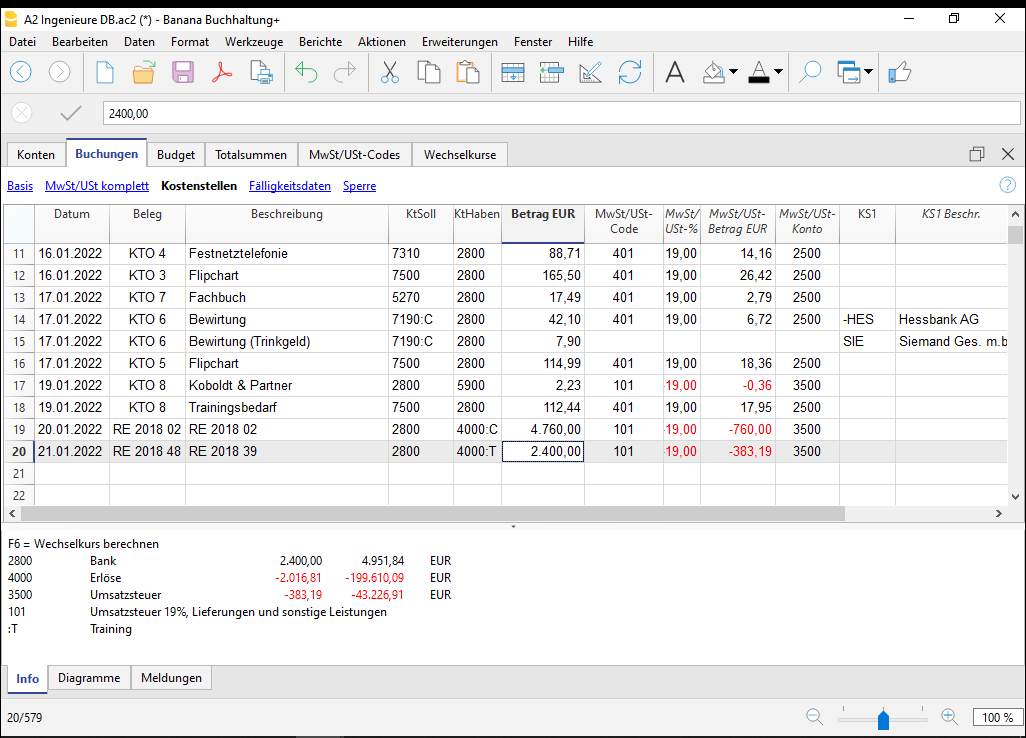 A2 Ingenieure DB.ac2 (*) - Banana Buchhaltung+
Datei Bearbeiten Daten Format Werkzeuge Berichte Aktionen Erweiterungen Fenster Hilfe
2400,00
Konten Buchungen Budget Totalsummen MwSt/USt-Codes Wechselkurse
Basis MwSt/USt komplett Kostenstellen Fälligkeitsdaten Sperre
Datum Beleg Beschreibung KtSoll KtHaben Betrag EUR MwSt/USt-Code MwSt/USt-% MwSt/USt-Betrag EUR MwSt/USt-Konto KS1 KS1 Beschr.
11 16.01.2022 KTO 4 Festnetztelefonie 7310 2800 88,71 401 19,00 14,16 2500
12 16.01.2022 KTO 3 Flipchart 7500 2800 165,50 401 19,00 26,42 2500
13 17.01.2022 KTO 7 Fachbuch 5270 2800 17,49 401 19,00 2,79 2500
14 17.01.2022 KTO 6 Bewirtung 7190:C 2800 42,10 401 19,00 6,72 2500 -HES Hessbank AG
15 17.01.2022 KTO 6 Bewirtung (Trinkgeld) 7190:C 2800 7,90 SIE Siemand Ges. m.b
16 17.01.2022 KTO 5 Flipchart 7500 2800 114,99 401 19,00 18,36 2500
17 19.01.2022 KTO 8 Koboldt & Partner 2800 5900 2,23 101 -19,00 -0,36 3500
18 19.01.2022 KTO 8 Trainingsbedarf 7500 2800 112,44 401 19,00 17,95 2500
19 20.01.2022 RE 2018 02 RE 2018 02 2800 4000:C 4.760,00 101 -19,00 -760,00 3500
20 21.01.2022 RE 2018 48 RE 2018 39 2800 4000:T 2.400,00 101 -19,00 -383,19 3500
21
22
F6 = Wechselkurs berechnen
2800 Bank 2.400,00 4.951,84 EUR
4000 Erlöse -2.016,81 -199.610,09 EUR
3500 Umsatzsteuer -383,19 -43.226,91 EUR
101 Umsatzsteuer 19%, Lieferungen und sonstige Leistungen
:T Training
Info Diagramme Meldungen
20/579 100 %